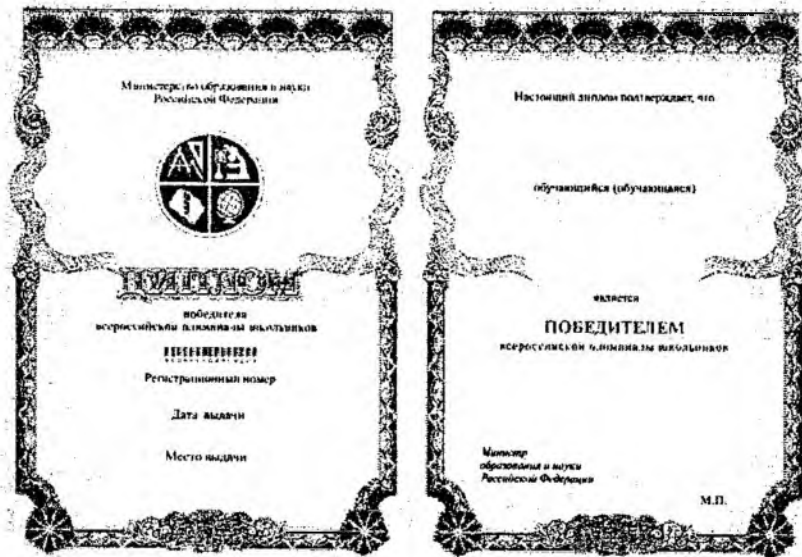 Министерство образования и науки
Российской Федерации
ДИПЛОМ
победителя
всероссийской олимпиады школьников
Регистрационный номер
Дата выдачи
Место выдачи
Настоящий диплом подтверждает, что
обучающийся (обучающаяся)
является
ПОБЕДИТЕЛЕМ
всероссийской олимпиады школьников
Министр
образования и науки
Российской Федерации
М.П.